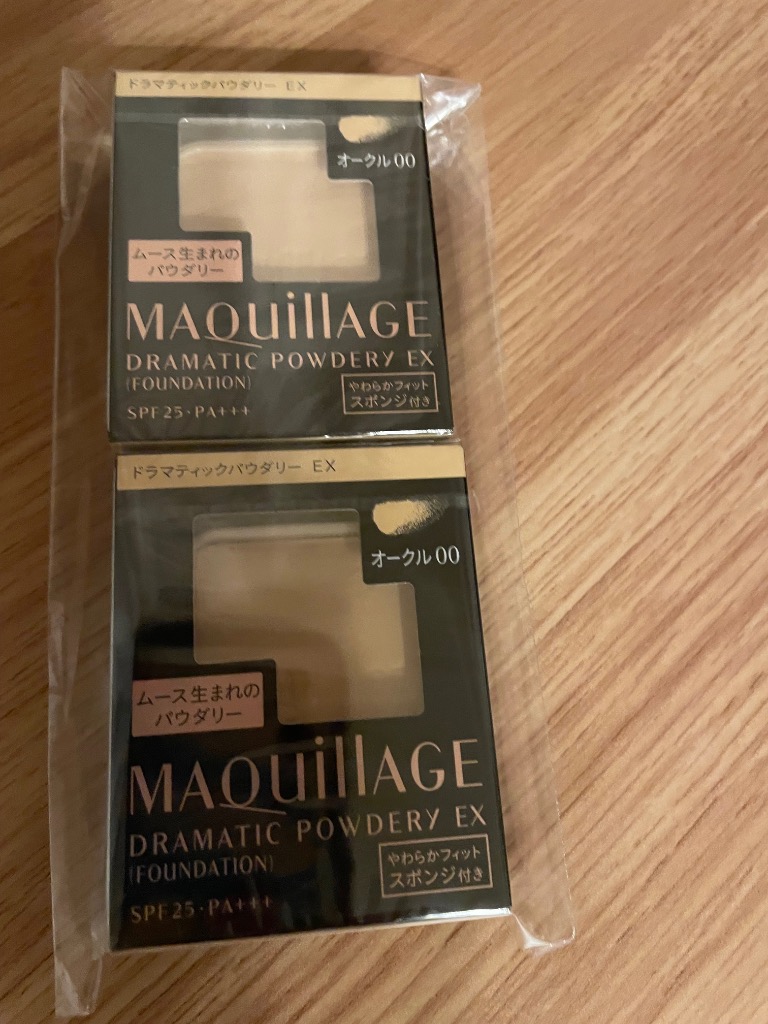 ドラマティックパウダリー EX
オークル00
ムース生まれの
パウダリー
MAQuillAGE
DRAMATIC POWDERY EX
(FOUNDATION)
やわらかフィット
スポンジ付き
SPF25・PA+++
ドラマティックパウダリー EX
オークル00
ムース生まれの
パウダリー
MAQuillAGE
DRAMATIC POWDERY EX
(FOUNDATION)
やわらかフィット
スポンジ付き
SPF25・PA+++